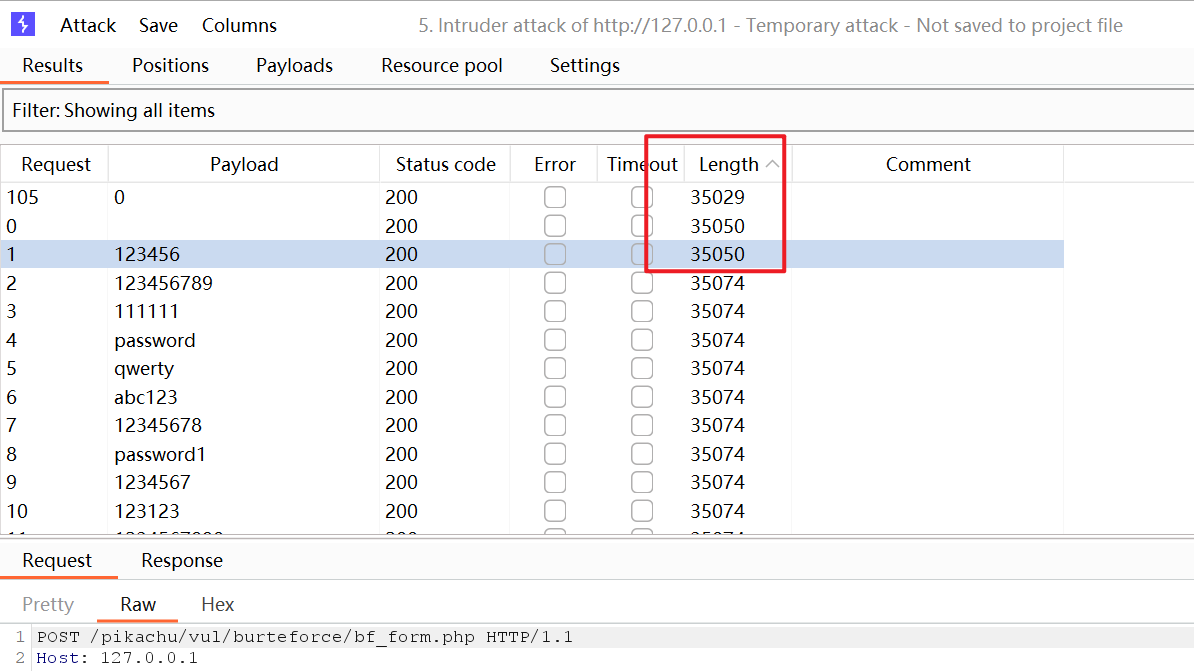 Attack Save Columns 5. Intruder attack of http://127.0.0.1 - Temporary attack - Not saved to project file
Results Positions Payloads Resource pool Settings
Filter: Showing all items
Request Payload Status code Error Timeout Length Comment
105 0 200 35029
0 200 35050
1 123456 200 35050
2 123456789 200 35074
3 111111 200 35074
4 password 200 35074
5 qwerty 200 35074
6 abc123 200 35074
7 12345678 200 35074
8 password1 200 35074
9 1234567 200 35074
10 123123 200 35074
Request Response
Pretty Raw Hex
1 POST /pikachu/vul/burteforce/bf_form.php HTTP/1.1
2 Host: 127.0.0.1